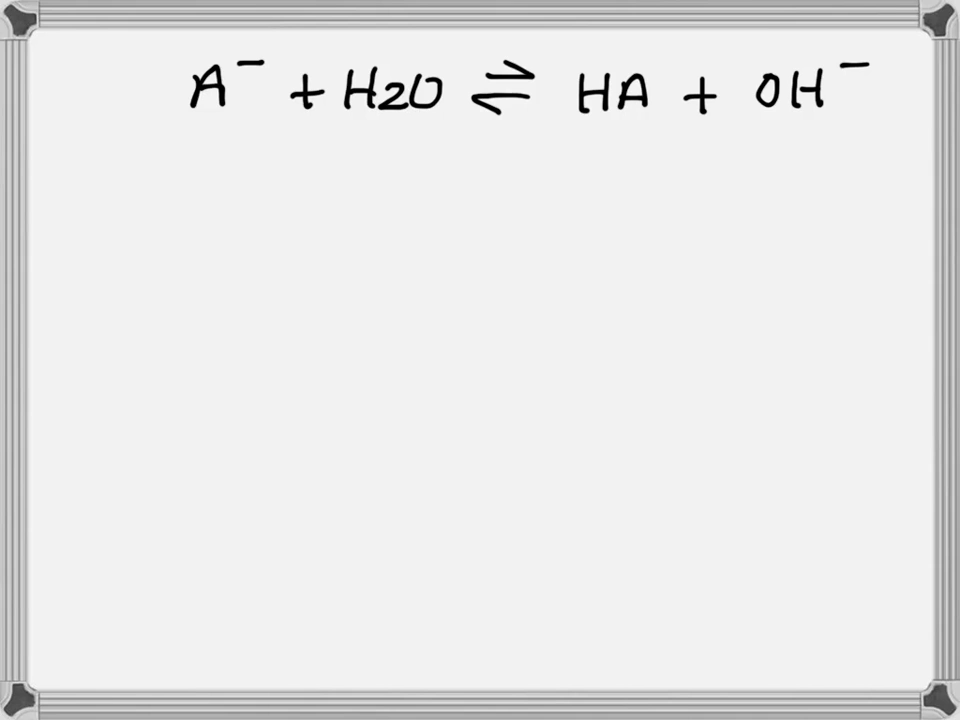 A⁻ + H2O ⇌ HA + OH⁻